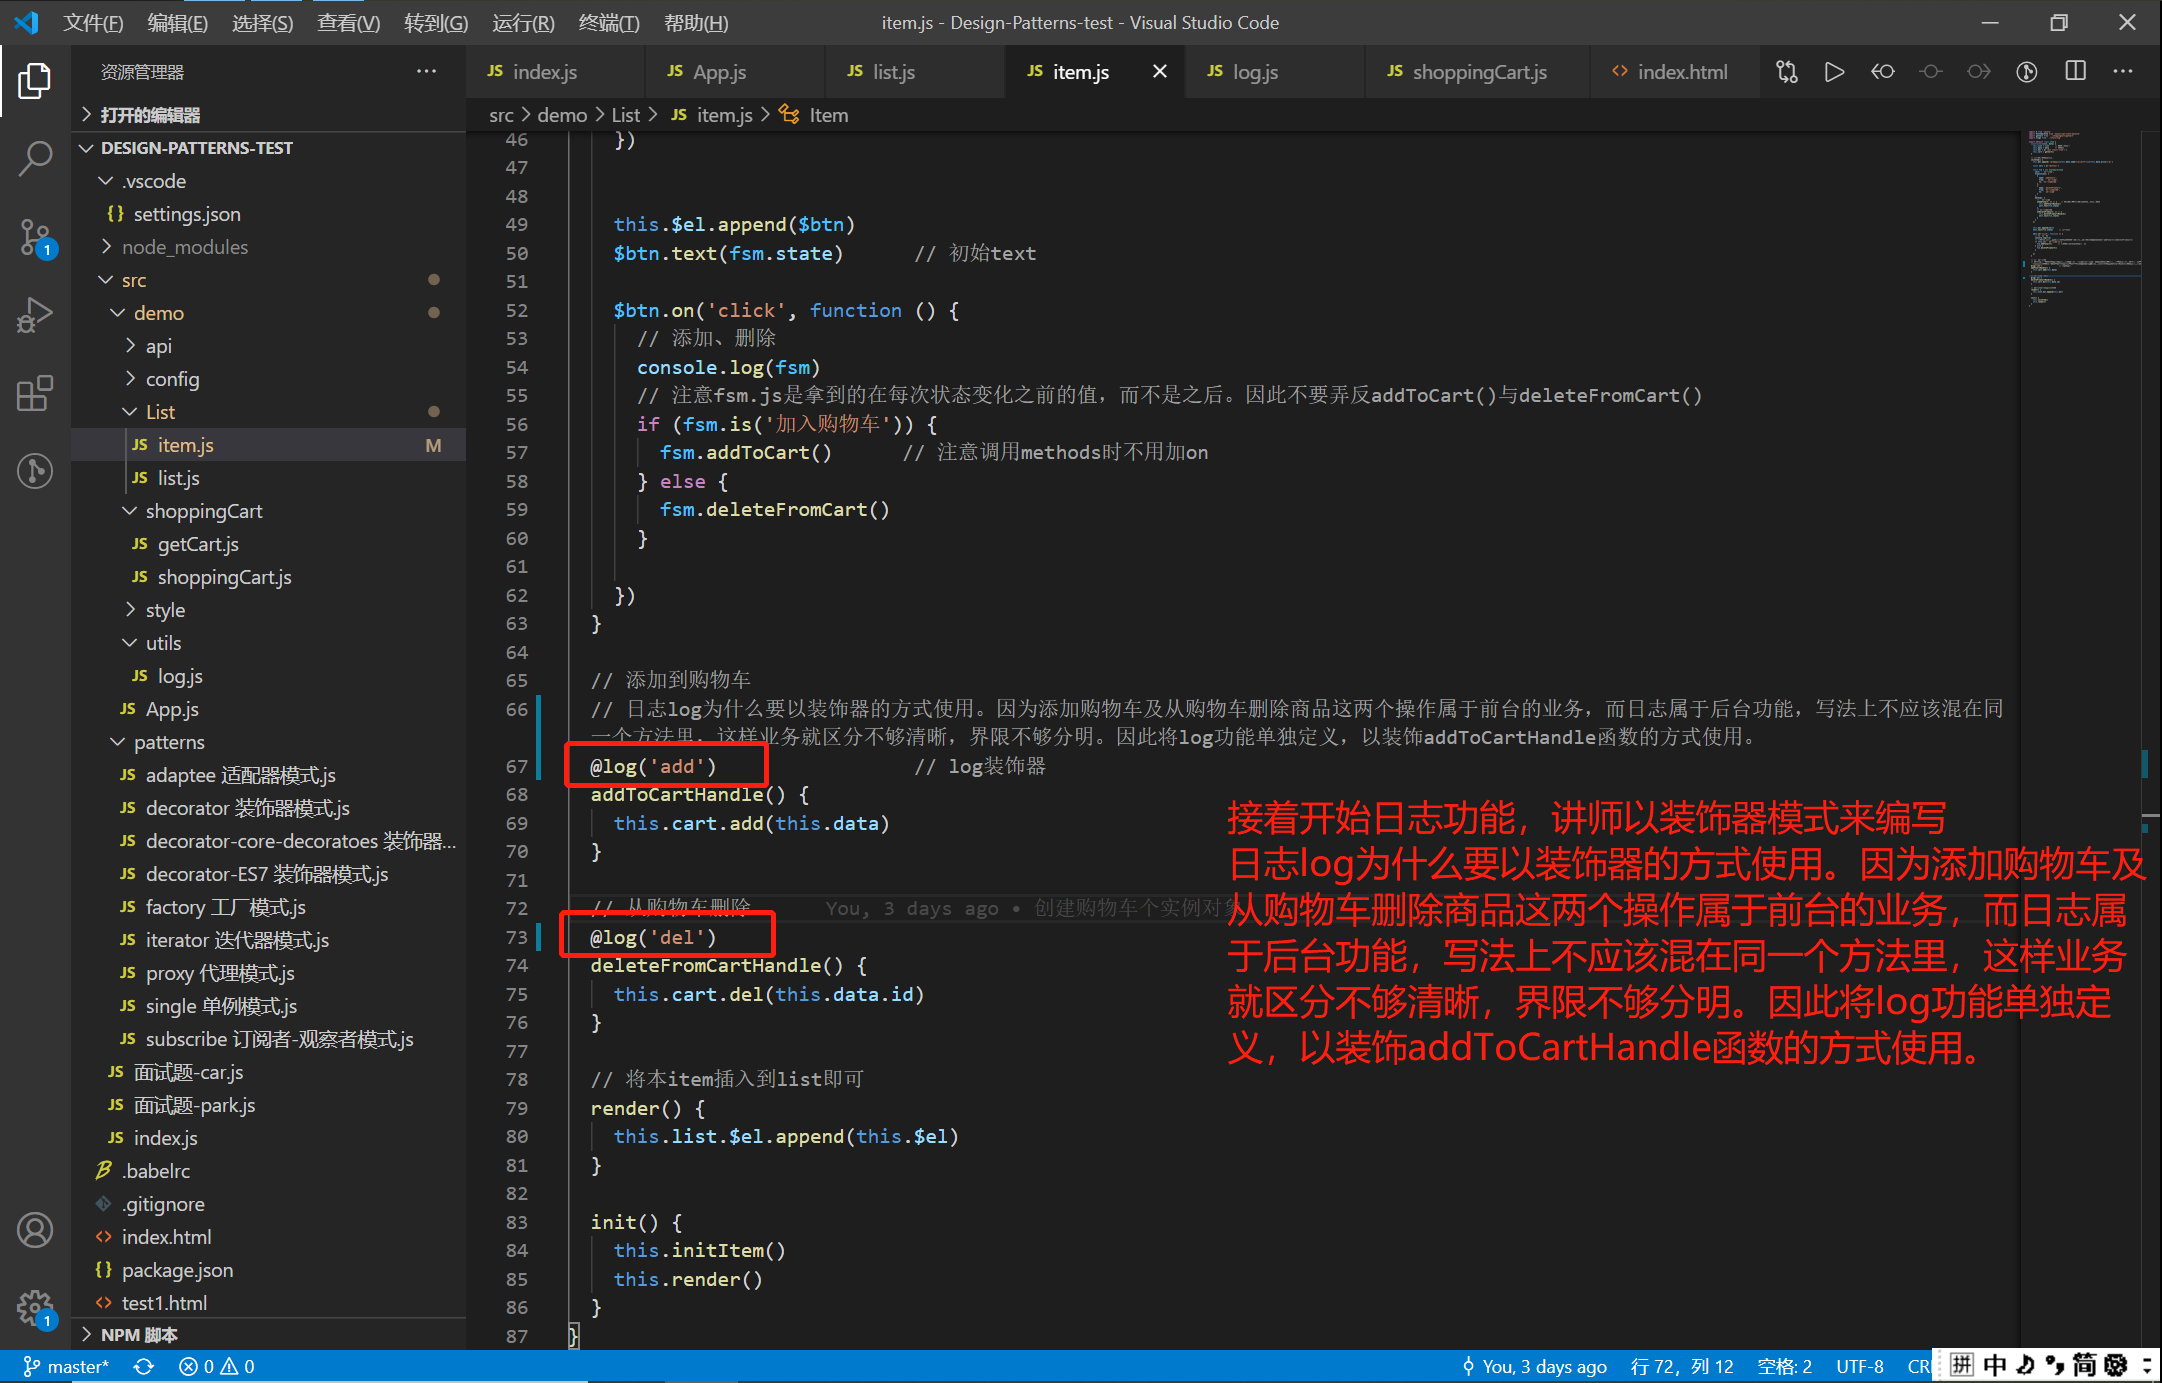 文件(F) 编辑(E) 选择(S) 查看(V) 转到(G) 运行(R) 终端(T) 帮助(H) item.js - Design-Patterns-test - Visual Studio Code
资源管理器
打开的编辑器
DESIGN-PATTERNS-TEST
.vscode
{} settings.json
node_modules
src
demo
api
config
List
JS item.js M
JS list.js
shoppingCart
JS getCart.js
JS shoppingCart.js
style
utils
JS log.js
JS App.js
patterns
JS adaptee 适配器模式.js
JS decorator 装饰器模式.js
JS decorator-core-decoratoes 装饰器...
JS decorator-ES7 装饰器模式.js
JS factory 工厂模式.js
JS iterator 迭代器模式.js
JS proxy 代理模式.js
JS single 单例模式.js
JS subscribe 订阅者-观察者模式.js
JS 面试题-car.js
JS 面试题-park.js
JS index.js
.babelrc
.gitignore
<> index.html
{} package.json
<> test1.html
NPM 脚本
1
1
JS index.js JS App.js JS list.js JS item.js JS log.js JS shoppingCart.js <> index.html
src > demo > List > JS item.js > Item
46 })
47
48
49 this.$el.append($btn)
50 $btn.text(fsm.state) // 初始text
51
52 $btn.on('click', function () {
53 // 添加、删除
54 console.log(fsm)
55 // 注意fsm.js是拿到的在每次状态变化之前的值，而不是之后。因此不要弄反addToCart()与deleteFromCart()
56 if (fsm.is('加入购物车')) {
57 fsm.addToCart() // 注意调用methods时不用加on
58 } else {
59 fsm.deleteFromCart()
60 }
61
62 })
63 }
64
65 // 添加到购物车
66 // 日志log为什么要以装饰器的方式使用。因为添加购物车及从购物车删除商品这两个操作属于前台的业务，而日志属于后台功能，写法上不应该混在同
一个方法里，这样业务就区分不够清晰，界限不够分明。因此将log功能单独定义，以装饰addToCartHandle函数的方式使用。
67 @log('add') // log装饰器
68 addToCartHandle() {
69 this.cart.add(this.data)
70 }
71
72 // 从购物车删除 You, 3 days ago • 创建购物车个实例对象
73 @log('del')
74 deleteFromCartHandle() {
75 this.cart.del(this.data.id)
76 }
77
78 // 将本item插入到list即可
79 render() {
80 this.list.$el.append(this.$el)
81 }
82
83 init() {
84 this.initItem()
85 this.render()
86 }
87 }
接着开始日志功能，讲师以装饰器模式来编写
日志log为什么要以装饰器的方式使用。因为添加购物车及
从购物车删除商品这两个操作属于前台的业务，而日志属
于后台功能，写法上不应该混在同一个方法里，这样业务
就区分不够清晰，界限不够分明。因此将log功能单独定
义，以装饰addToCartHandle函数的方式使用。
master* 0 0 You, 3 days ago 行 72，列 12 空格: 2 UTF-8 拼 中 简